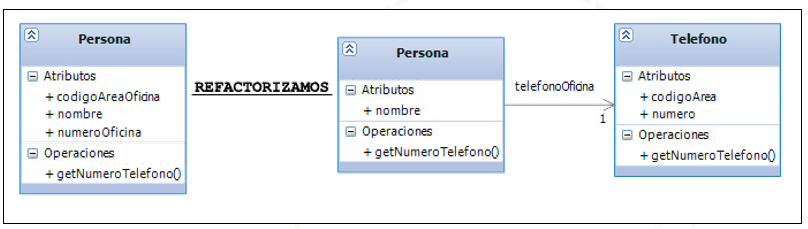 Persona
Atributos
+ codigoAreaOficina
+ nombre
+ numeroOficina
Operaciones
+ getNumeroTelefono()
REFACTORIZAMOS
Persona
Atributos
+ nombre
Operaciones
+ getNumeroTelefono()
telefonoOficina
1
Telefono
Atributos
+ codigoArea
+ numero
Operaciones
+ getNumeroTelefono()